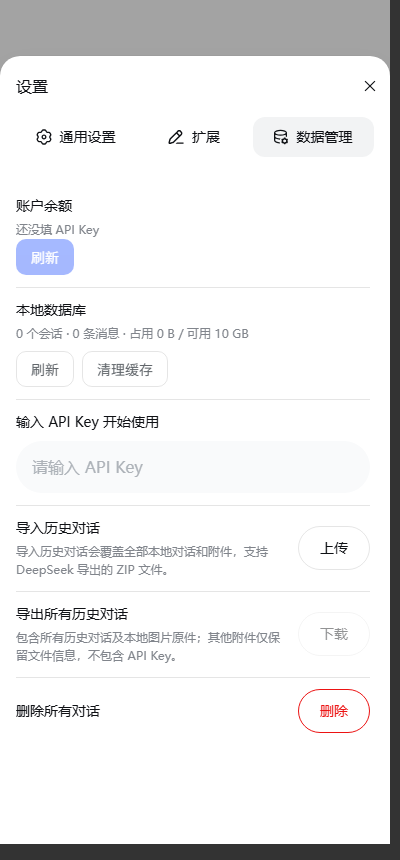 设置
通用设置
扩展
数据管理
账户余额
还没填 API Key
刷新
本地数据库
0 个会话 · 0 条消息 · 占用 0 B / 可用 10 GB
刷新
清理缓存
输入 API Key 开始使用
请输入 API Key
导入历史对话
导入历史对话会覆盖全部本地对话和附件，支持
DeepSeek 导出的 ZIP 文件。
上传
导出所有历史对话
包含所有历史对话及本地图片原件；其他附件仅保
留文件信息，不包含 API Key。
下载
删除所有对话
删除